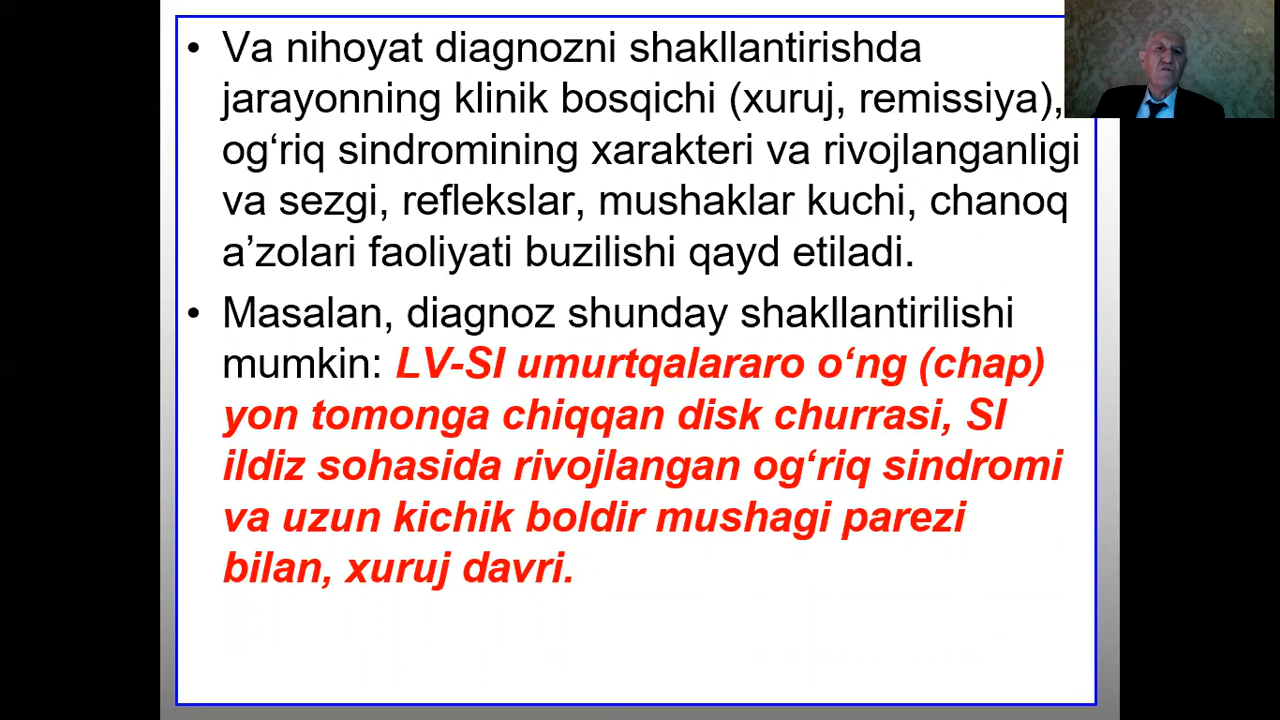 • Va nihoyat diagnozni shakllantirishda
jarayonning klinik bosqichi (xuruj, remissiya),
og‘riq sindromining xarakteri va rivojlanganligi
va sezgi, reflekslar, mushaklar kuchi, chanoq
a’zolari faoliyati buzilishi qayd etiladi.
• Masalan, diagnoz shunday shakllantirilishi
mumkin: LV-SI umurtqalararo o‘ng (chap)
yon tomonga chiqqan disk churrasi, SI
ildiz sohasida rivojlangan og‘riq sindromi
va uzun kichik boldir mushagi parezi
bilan, xuruj davri.